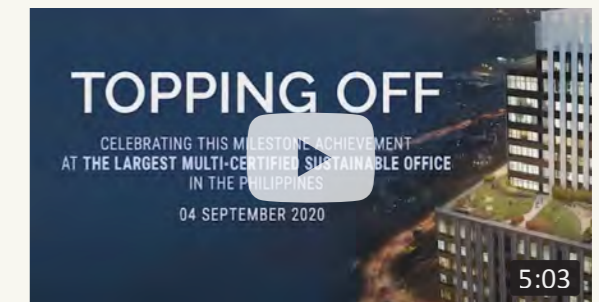 TOPPING OFF
CELEBRATING THIS MILESTONE ACHIEVEMENT
AT THE LARGEST MULTI-CERTIFIED SUSTAINABLE OFFICE
IN THE PHILIPPINES
04 SEPTEMBER 2020
5:03